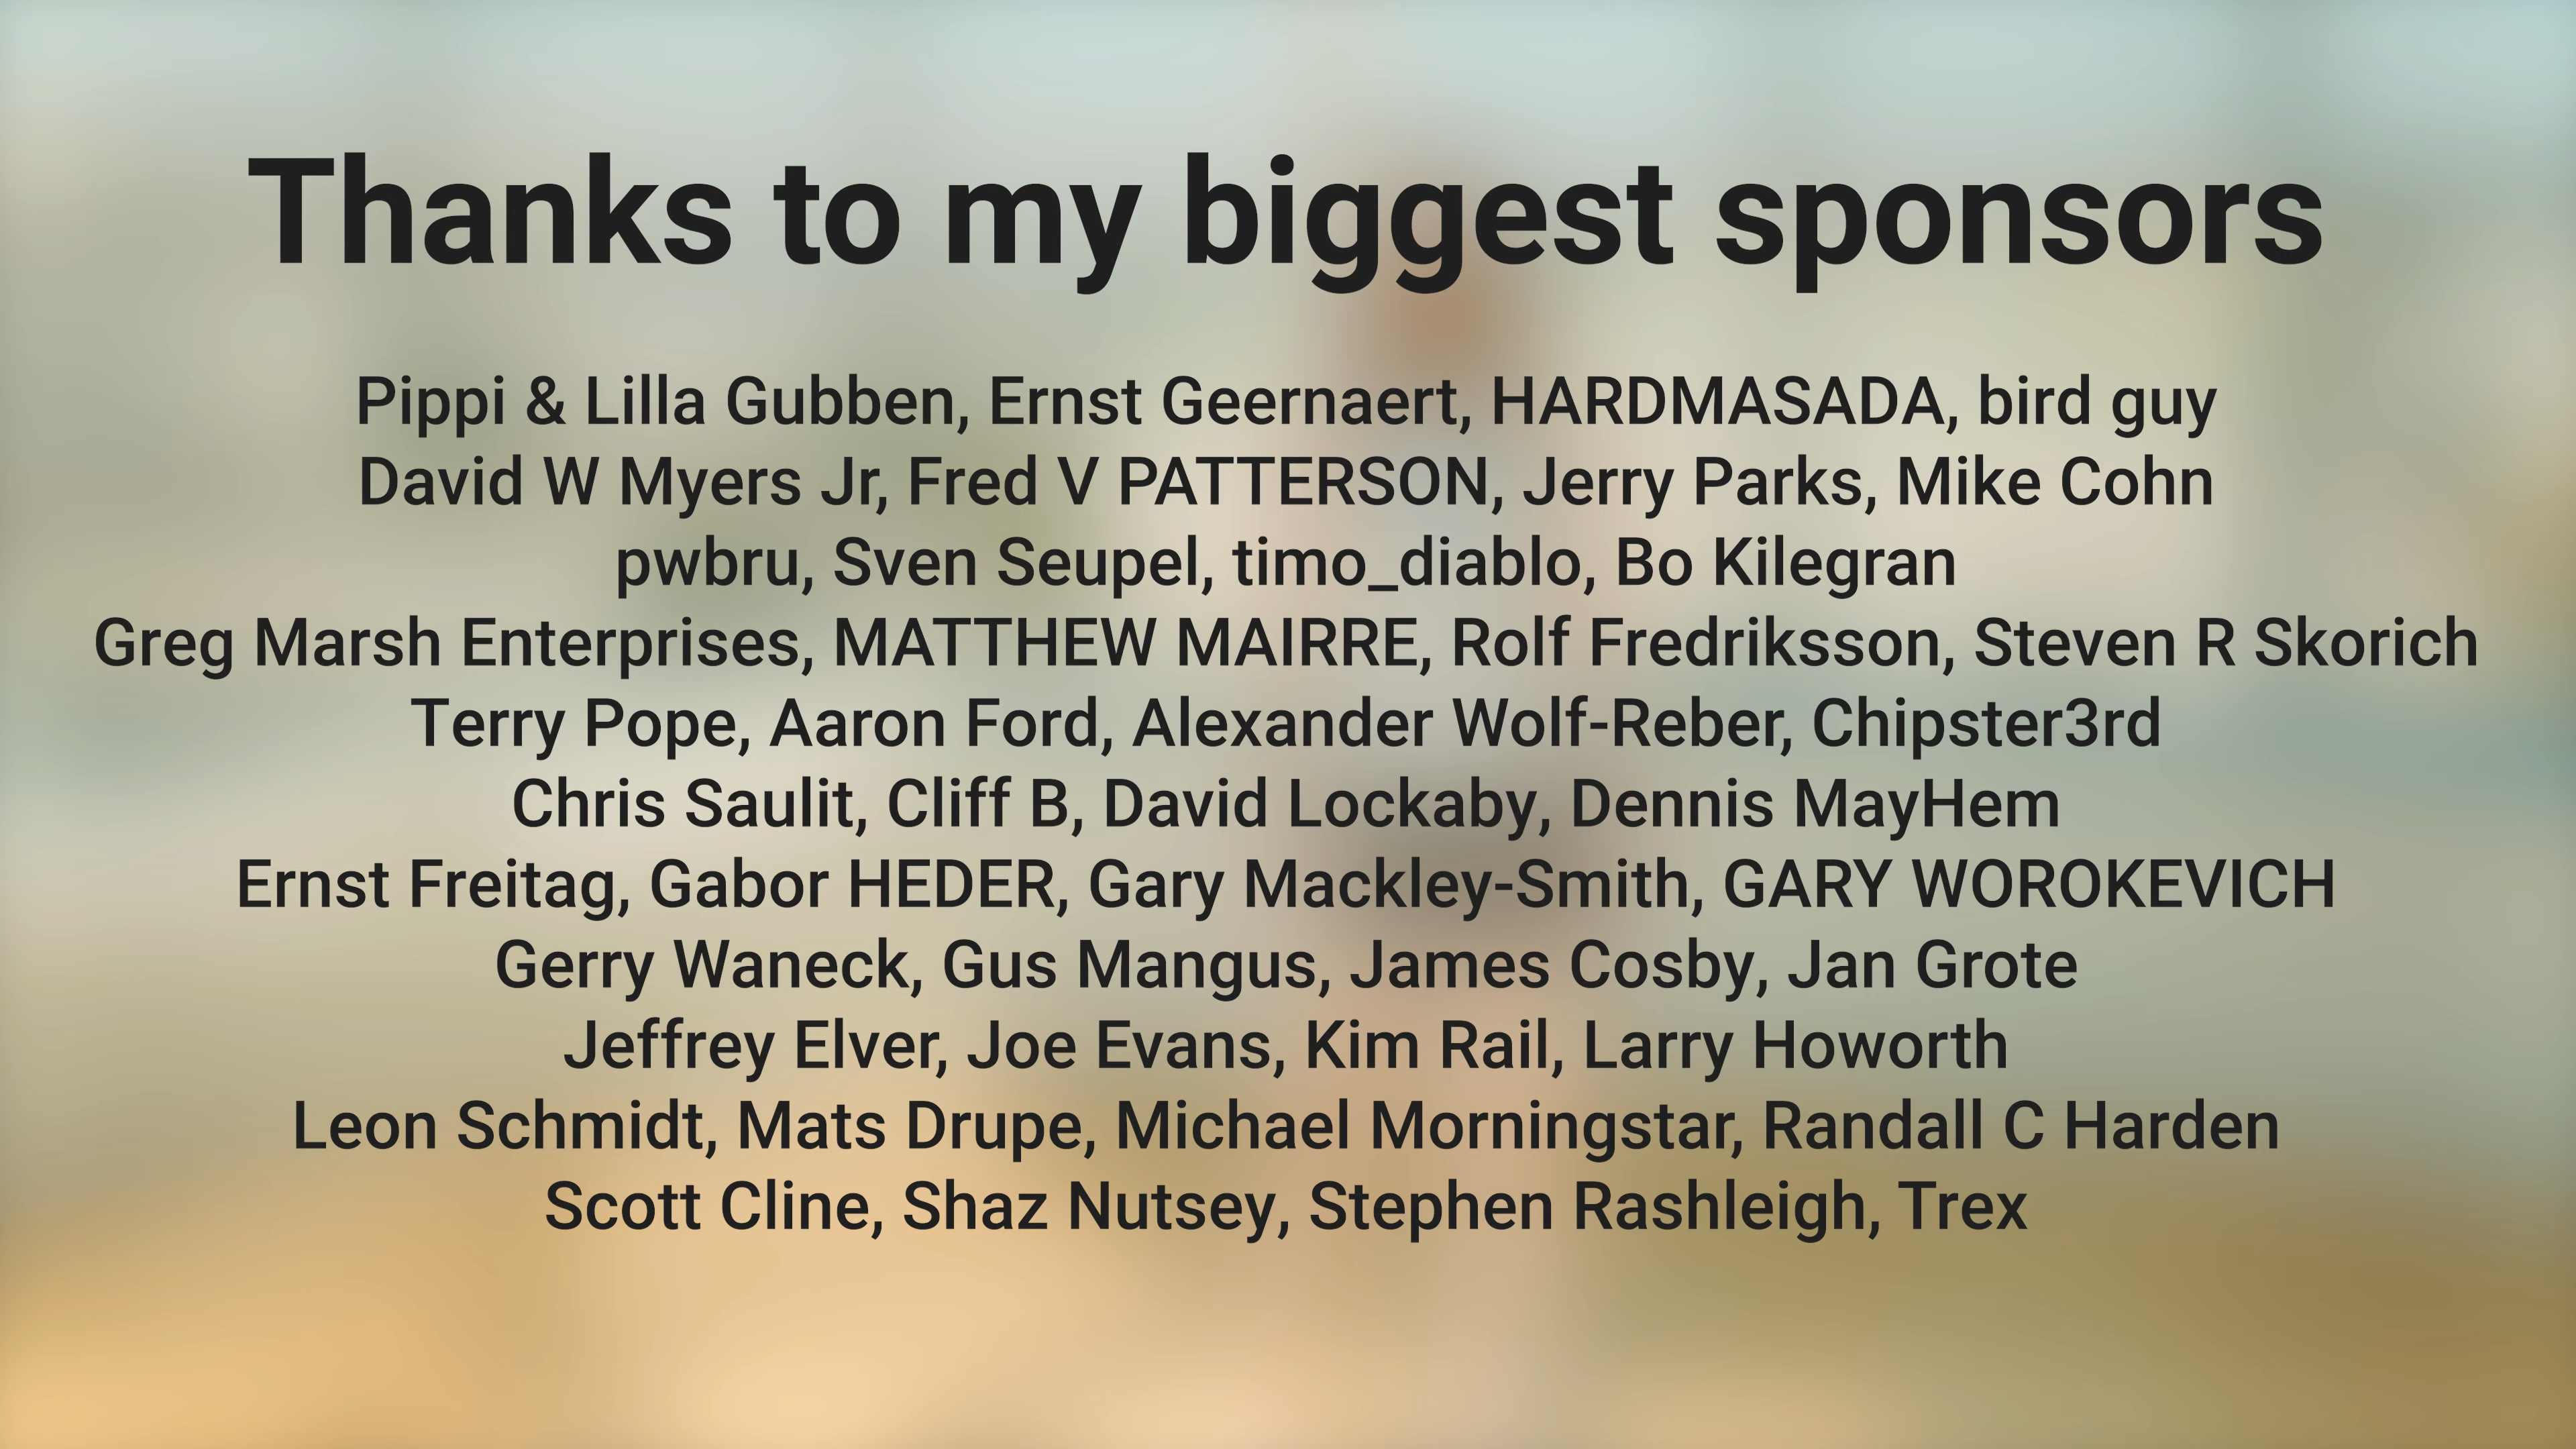 Thanks to my biggest sponsors
Pippi & Lilla Gubben, Ernst Geernaert, HARDMASADA, bird guy
David W Myers Jr, Fred V PATTERSON, Jerry Parks, Mike Cohn
pwbru, Sven Seupel, timo_diablo, Bo Kilegran
Greg Marsh Enterprises, MATTHEW MAIRRE, Rolf Fredriksson, Steven R Skorich
Terry Pope, Aaron Ford, Alexander Wolf-Reber, Chipster3rd
Chris Saulit, Cliff B, David Lockaby, Dennis MayHem
Ernst Freitag, Gabor HEDER, Gary Mackley-Smith, GARY WOROKEVICH
Gerry Waneck, Gus Mangus, James Cosby, Jan Grote
Jeffrey Elver, Joe Evans, Kim Rail, Larry Howorth
Leon Schmidt, Mats Drupe, Michael Morningstar, Randall C Harden
Scott Cline, Shaz Nutsey, Stephen Rashleigh, Trex